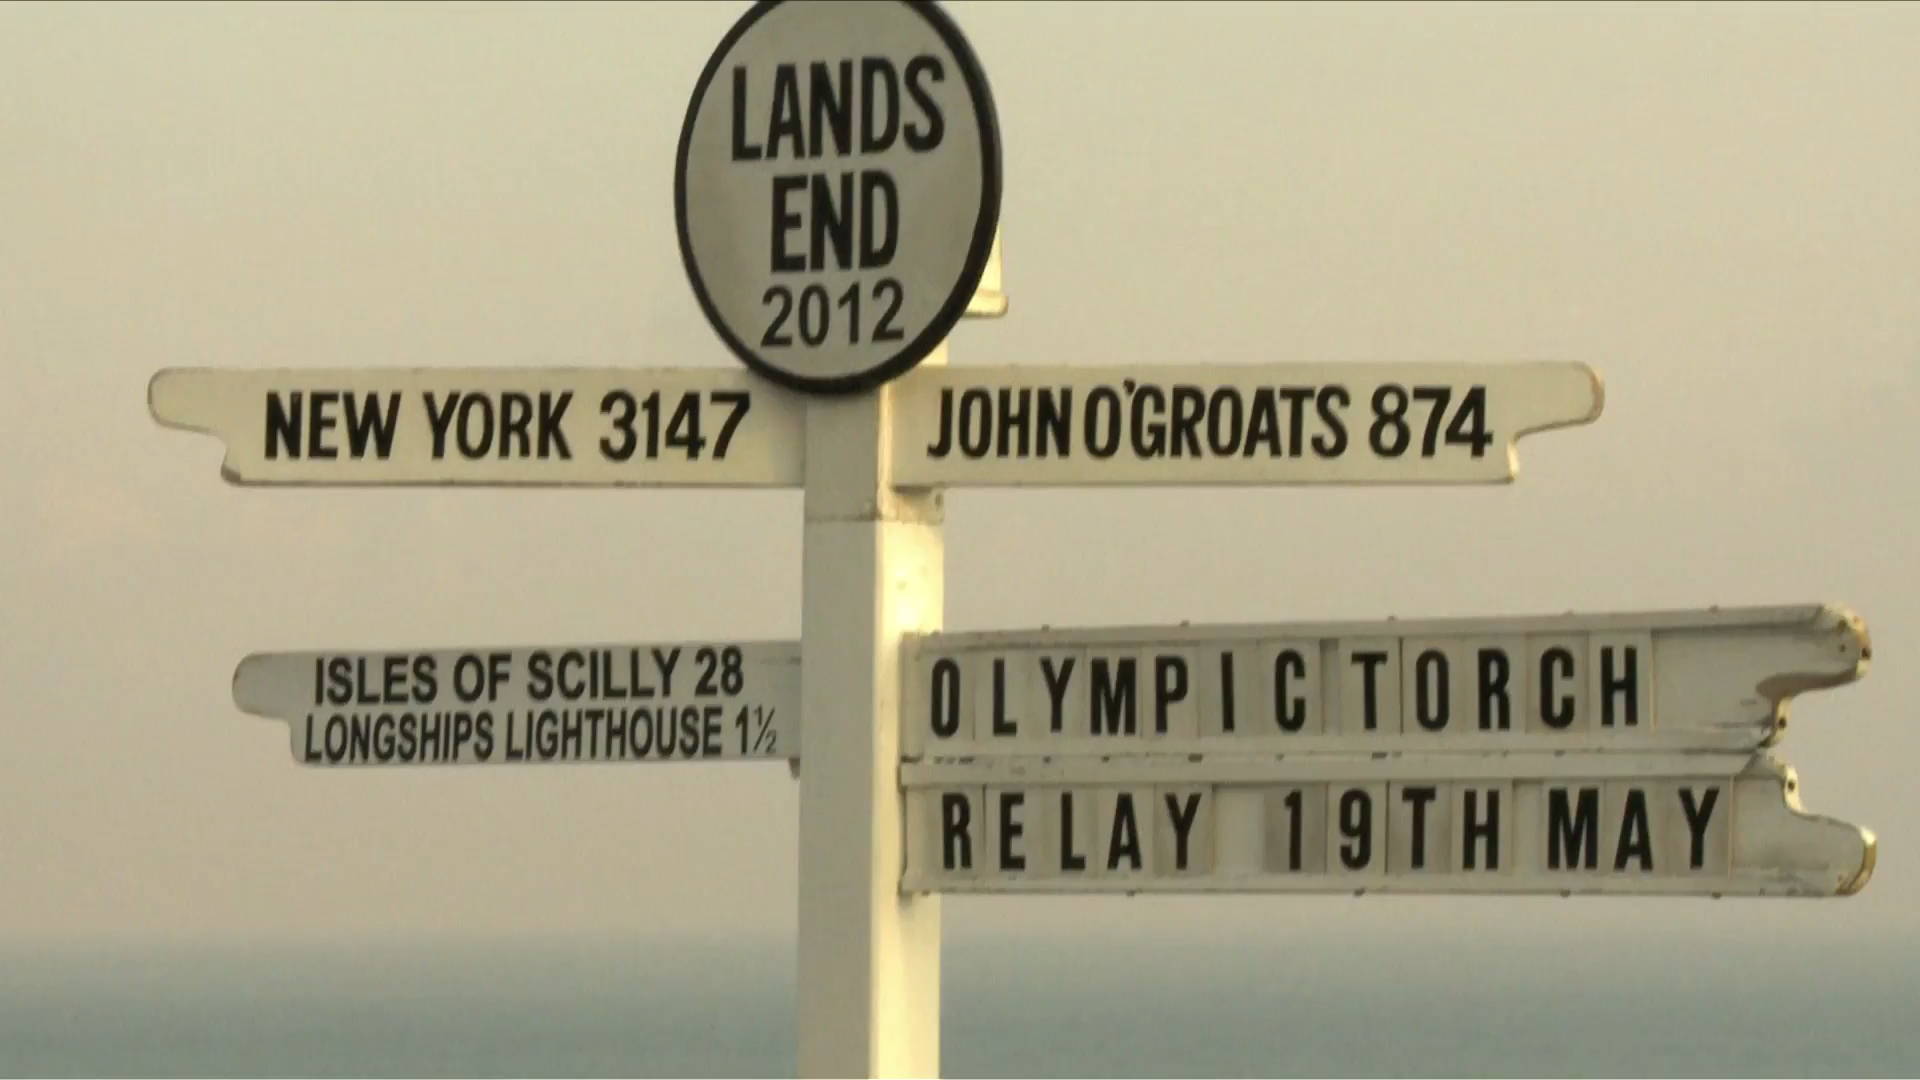 LANDS
END
2012
NEW YORK 3147
JOHN O'GROATS 874
ISLES OF SCILLY 28
LONGSHIPS LIGHTHOUSE 1½
OLYMPIC TORCH
RELAY 19TH MAY